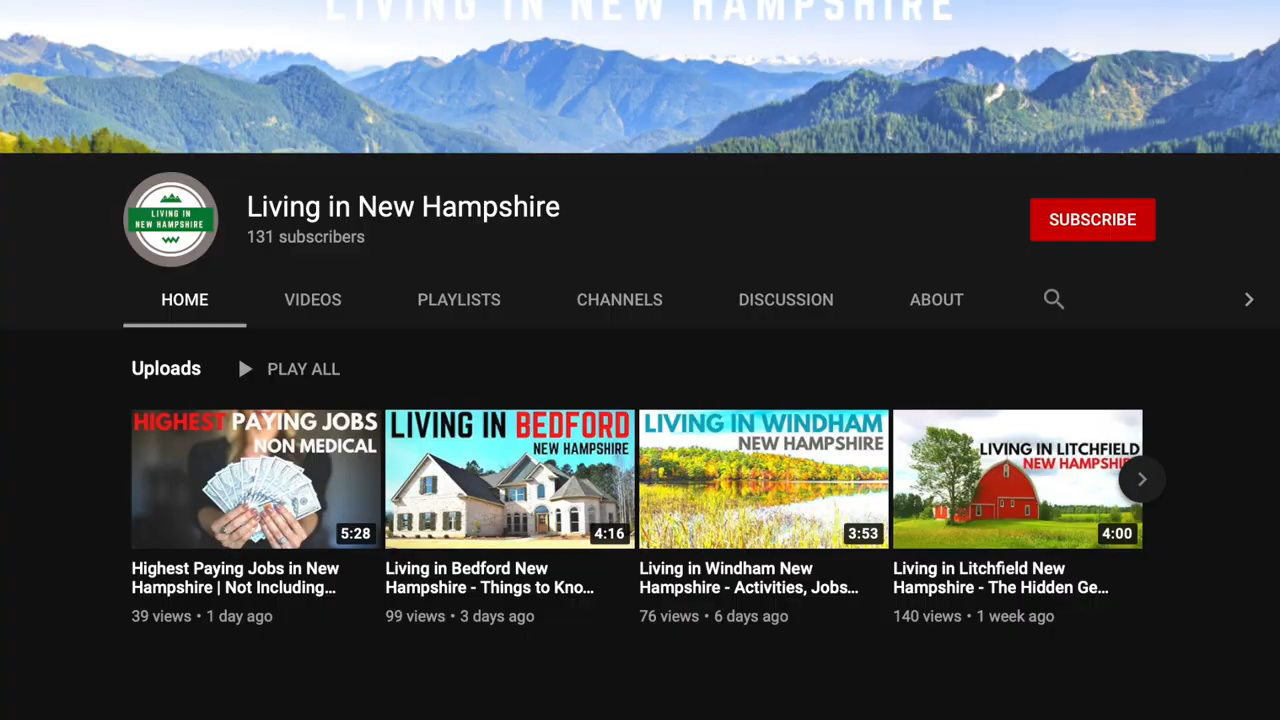 LIVING IN NEW HAMPSHIRE
LIVING IN
NEW HAMPSHIRE
Living in New Hampshire
131 subscribers
SUBSCRIBE
HOME VIDEOS PLAYLISTS CHANNELS DISCUSSION ABOUT
Uploads PLAY ALL
HIGHEST PAYING JOBS
NON MEDICAL
5:28
LIVING IN BEDFORD
NEW HAMPSHIRE
4:16
LIVING IN WINDHAM
NEW HAMPSHIRE
3:53
LIVING IN LITCHFIELD
NEW HAMPSHIRE
4:00
Highest Paying Jobs in New
Hampshire | Not Including...
39 views • 1 day ago
Living in Bedford New
Hampshire - Things to Kno...
99 views • 3 days ago
Living in Windham New
Hampshire - Activities, Jobs...
76 views • 6 days ago
Living in Litchfield New
Hampshire - The Hidden Ge...
140 views • 1 week ago